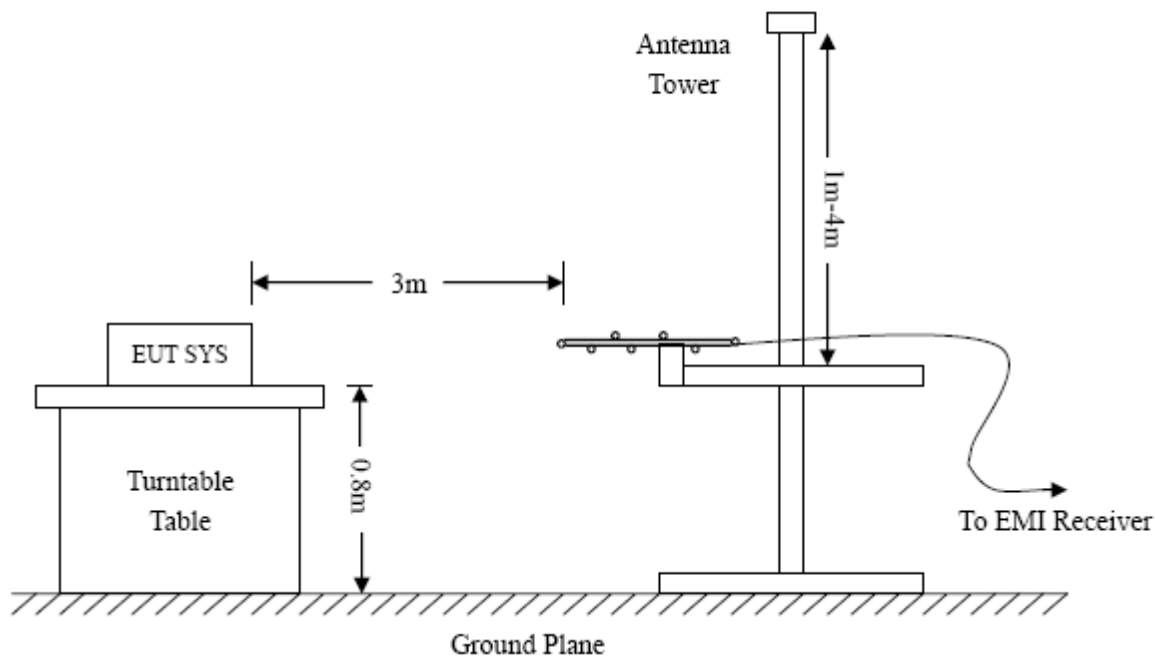 Antenna
Tower
1m-4m
3m
EUT SYS
0.8m
Turntable
Table
To EMI Receiver
Ground Plane